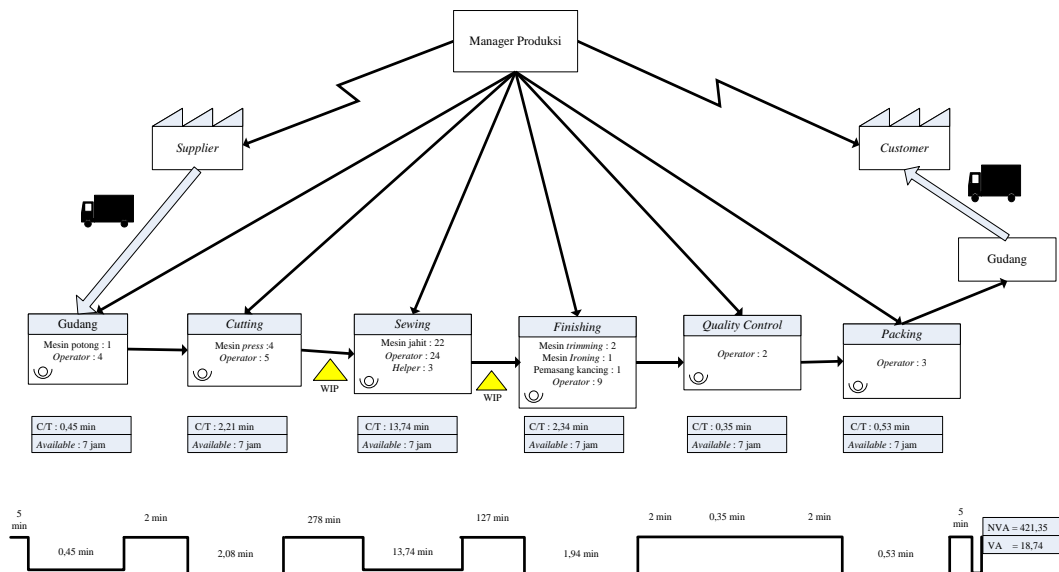 Manager Produksi
Supplier
Customer
Gudang
Gudang
Mesin potong : 1
Operator : 4
Cutting
Mesin press :4
Operator : 5
WIP
Sewing
Mesin jahit : 22
Operator : 24
Helper : 3
WIP
Finishing
Mesin trimming : 2
Mesin Ironing : 1
Pemasang kancing : 1
Operator : 9
Quality Control
Operator : 2
Packing
Operator : 3
C/T : 0,45 min
Available : 7 jam
C/T : 2,21 min
Available : 7 jam
C/T : 13,74 min
Available : 7 jam
C/T : 2,34 min
Available : 7 jam
C/T : 0,35 min
Available : 7 jam
C/T : 0,53 min
Available : 7 jam
5
min
0,45 min
2 min
2,08 min
278 min
13,74 min
127 min
1,94 min
2 min
0,35 min
2 min
0,53 min
5
min
NVA = 421,35
VA = 18,74